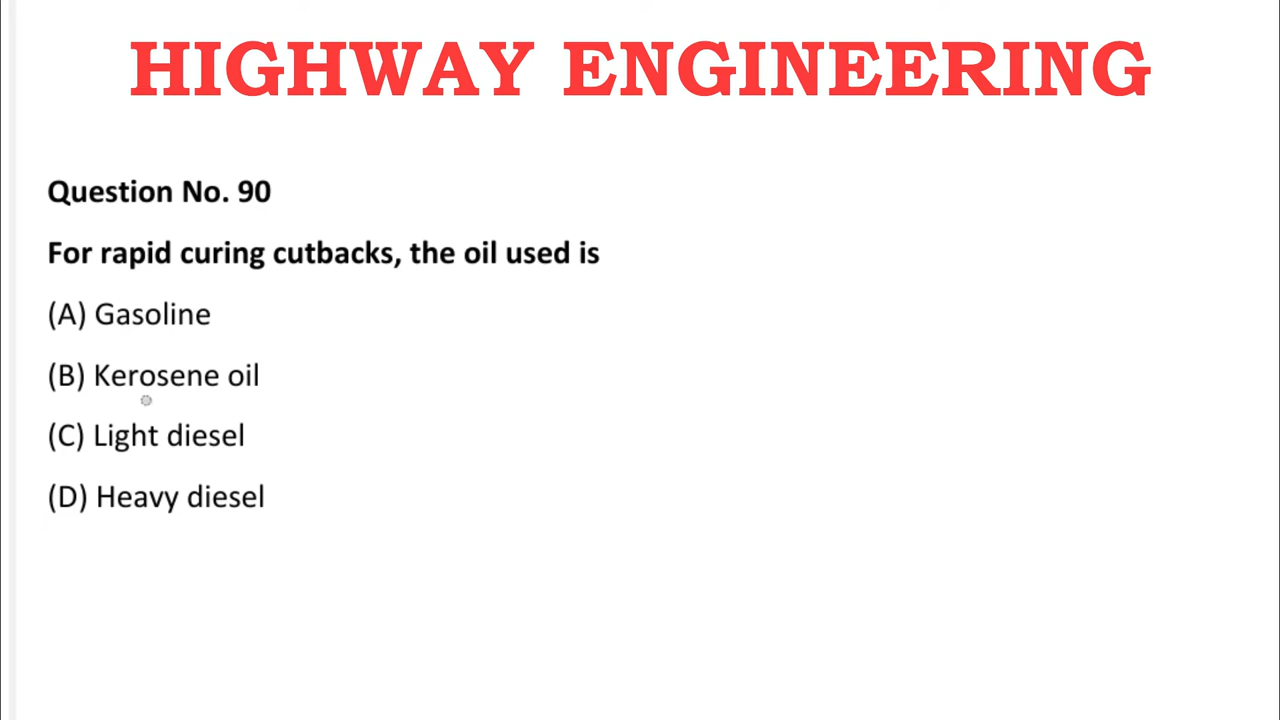 HIGHWAY ENGINEERING
Question No. 90
For rapid curing cutbacks, the oil used is
(A) Gasoline
(B) Kerosene oil
(C) Light diesel
(D) Heavy diesel